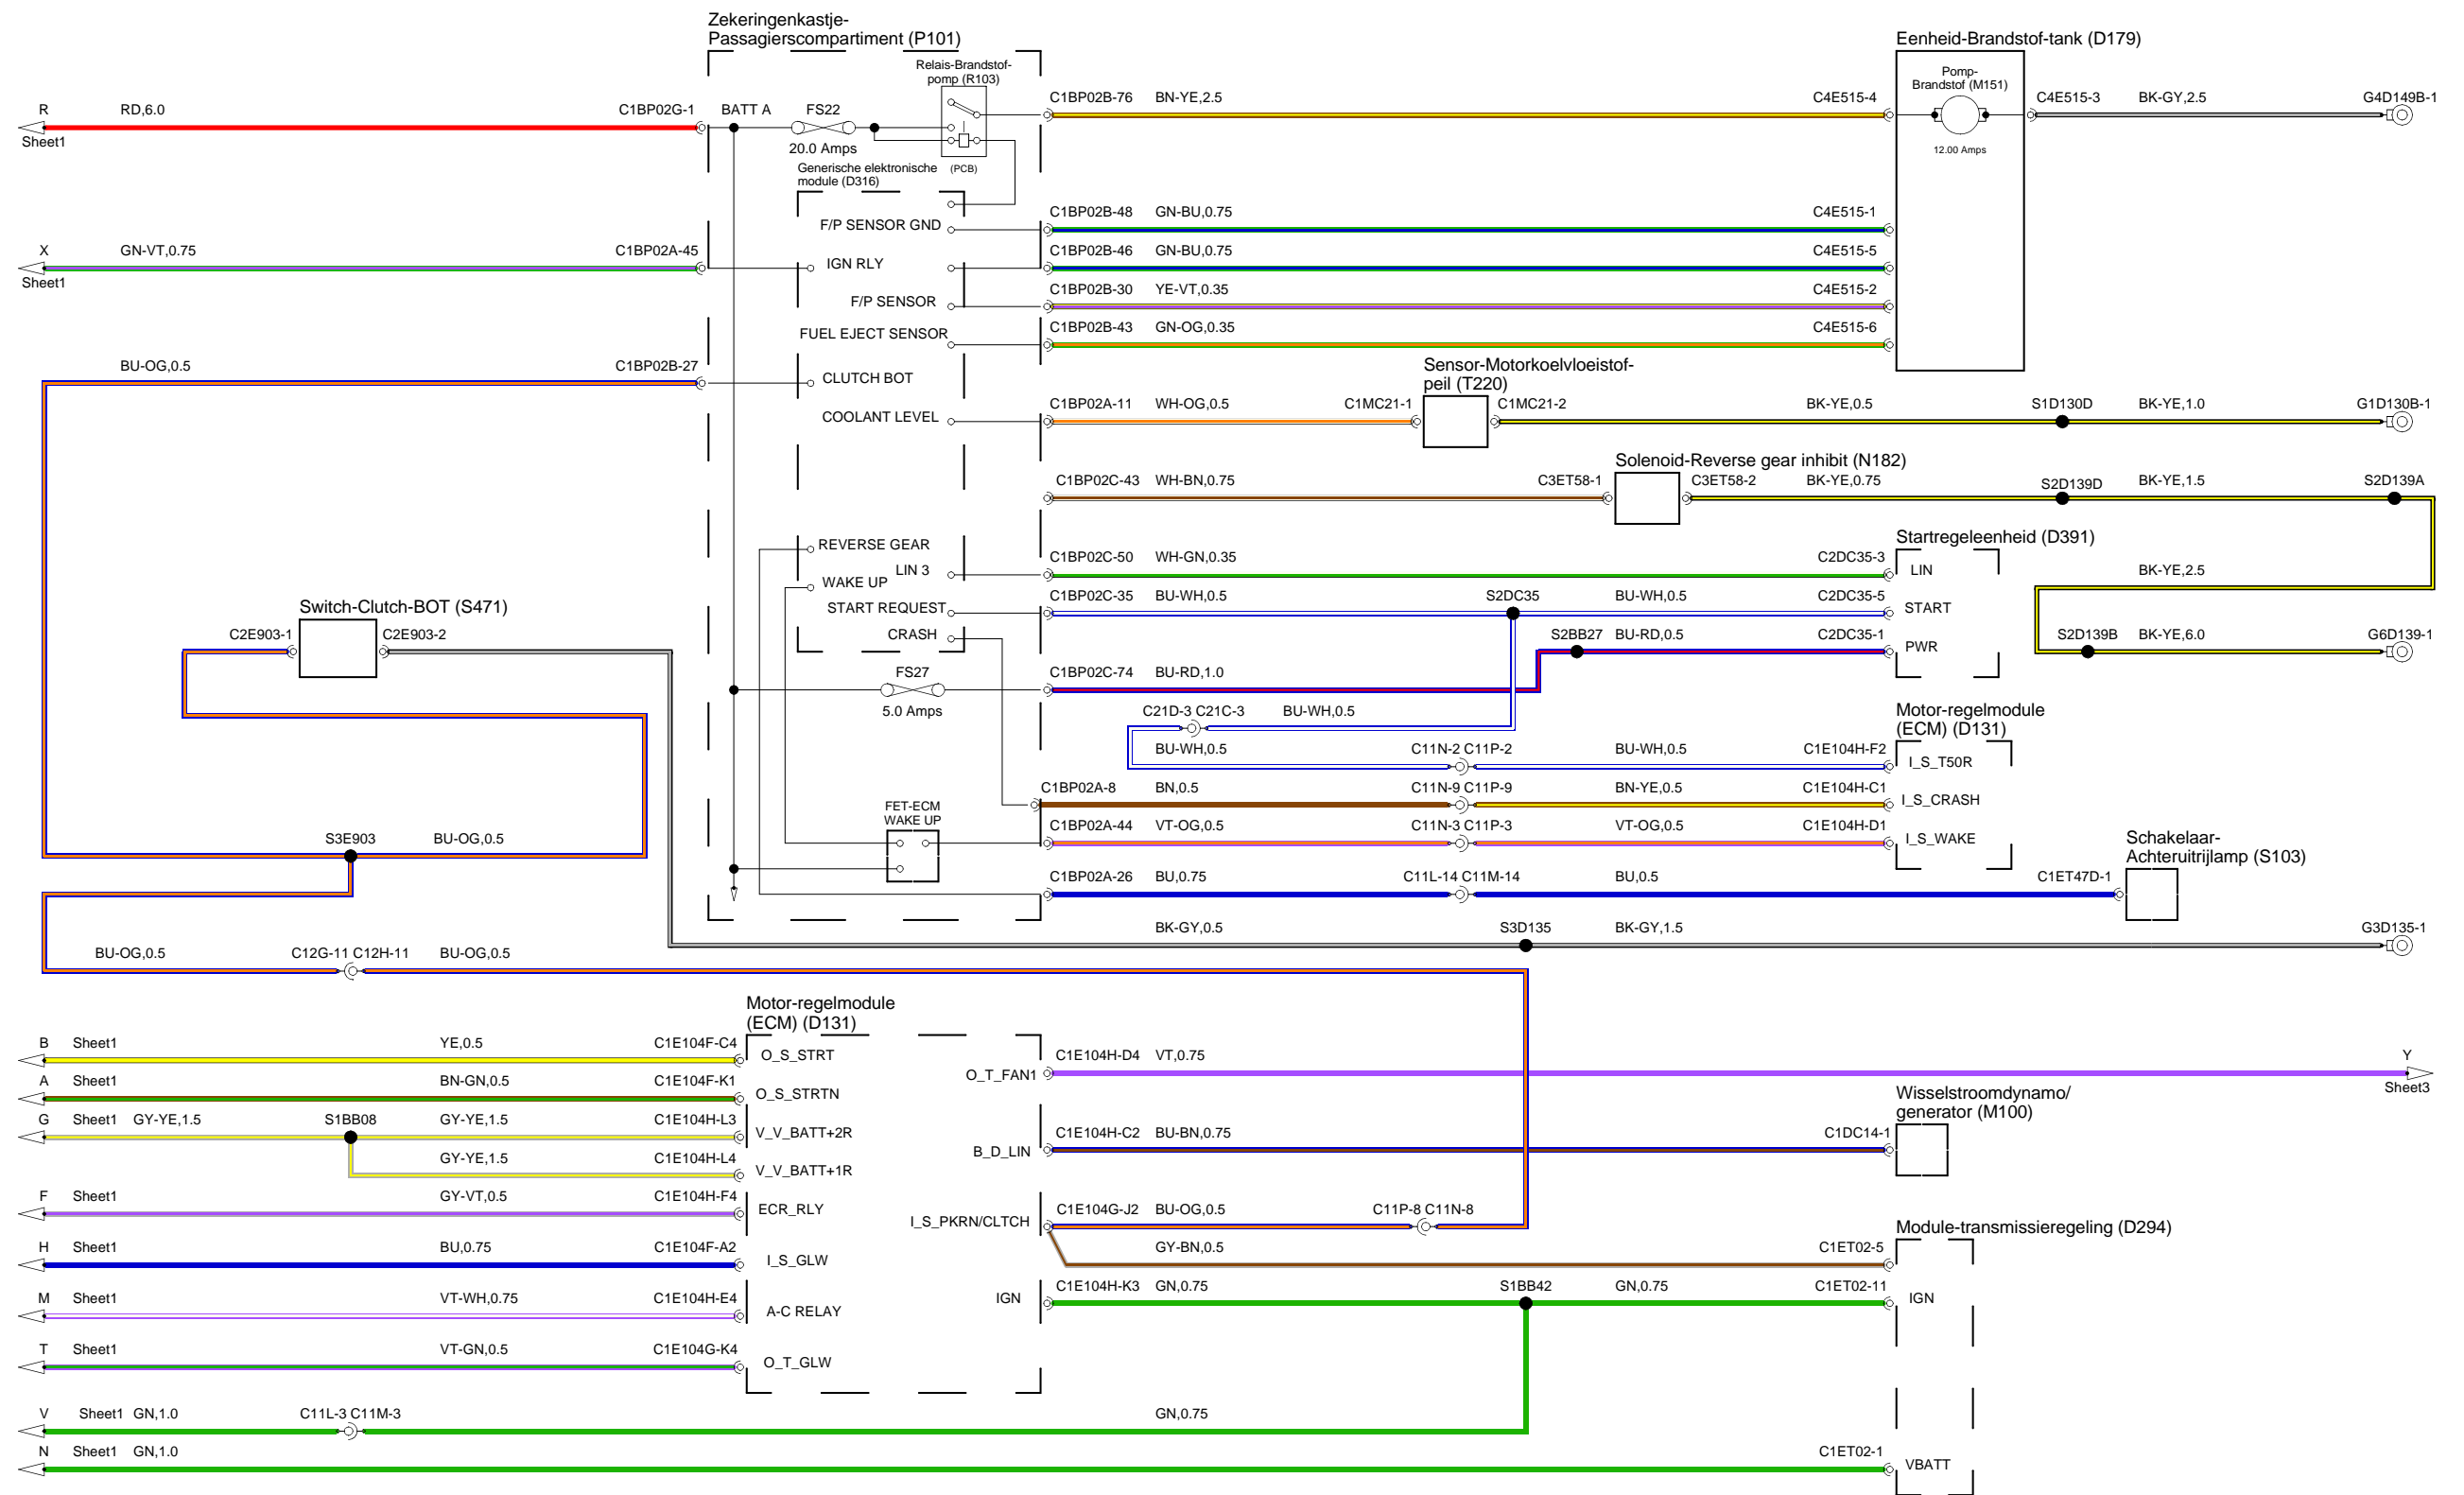 Zekeringenkastje-
Passagierscompartiment (P101)
Eenheid-Brandstof-tank (D179)
Relais-Brandstof-
pomp (R103)
Pomp-
Brandstof (M151)
R RD,6.0 C1BP02G-1 BATT A FS22 C1BP02B-76 BN-YE,2.5 C4E515-4 C4E515-3 BK-GY,2.5 G4D149B-1
Sheet1
20.0 Amps
12.00 Amps
Generische elektronische
module (D316)
(PCB)
C1BP02B-48 GN-BU,0.75 C4E515-1
F/P SENSOR GND
X GN-VT,0.75 C1BP02A-45 C1BP02B-46 GN-BU,0.75 C4E515-5
IGN RLY
Sheet1
C1BP02B-30 YE-VT,0.35 C4E515-2
F/P SENSOR
C1BP02B-43 GN-OG,0.35 C4E515-6
FUEL EJECT SENSOR
BU-OG,0.5 C1BP02B-27
CLUTCH BOT
Sensor-Motorkoelvloeistof-
peil (T220)
C1BP02A-11 WH-OG,0.5 C1MC21-1 C1MC21-2 BK-YE,0.5 S1D130D BK-YE,1.0 G1D130B-1
COOLANT LEVEL
Solenoid-Reverse gear inhibit (N182)
C1BP02C-43 WH-BN,0.75 C3ET58-1 C3ET58-2 BK-YE,0.75 S2D139D BK-YE,1.5 S2D139A
Startregeleenheid (D391)
REVERSE GEAR
C1BP02C-50 WH-GN,0.35 C2DC35-3
LIN 3
LIN
BK-YE,2.5
WAKE UP
C1BP02C-35 BU-WH,0.5 S2DC35 BU-WH,0.5 C2DC35-5
START REQUEST
START
Switch-Clutch-BOT (S471)
C2E903-1 C2E903-2
CRASH
S2BB27 BU-RD,0.5 C2DC35-1
PWR
S2D139B BK-YE,6.0 G6D139-1
FS27
C1BP02C-74 BU-RD,1.0
5.0 Amps
C21D-3 C21C-3 BU-WH,0.5
Motor-regelmodule
(ECM) (D131)
BU-WH,0.5 C11N-2 C11P-2 BU-WH,0.5 C1E104H-F2
I_S_T50R
C1BP02A-8 BN,0.5 C11N-9 C11P-9 BN-YE,0.5 C1E104H-C1
I_S_CRASH
FET-ECM
WAKE UP
C1BP02A-44 VT-OG,0.5 C11N-3 C11P-3 VT-OG,0.5 C1E104H-D1
I_S_WAKE
S3E903 BU-OG,0.5
Schakelaar-
Achteruitrijlamp (S103)
C1BP02A-26 BU,0.75 C11L-14 C11M-14 BU,0.5 C1ET47D-1
BK-GY,0.5 S3D135 BK-GY,1.5 G3D135-1
BU-OG,0.5 C12G-11 C12H-11 BU-OG,0.5
Motor-regelmodule
(ECM) (D131)
B Sheet1 YE,0.5 C1E104F-C4
O_S_STRT
C1E104H-D4 VT,0.75
O_T_FAN1
Y
Sheet3
A Sheet1 BN-GN,0.5 C1E104F-K1
O_S_STRTN
Wisselstroomdynamo/
generator (M100)
G Sheet1 GY-YE,1.5 S1BB08 GY-YE,1.5 C1E104H-L3
V_V_BATT+2R
C1E104H-C2 BU-BN,0.75 C1DC14-1
B_D_LIN
GY-YE,1.5 C1E104H-L4
V_V_BATT+1R
F Sheet1 GY-VT,0.5 C1E104H-F4
ECR_RLY
C1E104G-J2 BU-OG,0.5 C11P-8 C11N-8
I_S_PKRN/CLTCH
Module-transmissieregeling (D294)
H Sheet1 BU,0.75 C1E104F-A2
I_S_GLW
GY-BN,0.5 C1ET02-5
M Sheet1 VT-WH,0.75 C1E104H-E4
A-C RELAY
IGN
C1E104H-K3 GN,0.75 S1BB42 GN,0.75 C1ET02-11
IGN
T Sheet1 VT-GN,0.5 C1E104G-K4
O_T_GLW
V Sheet1 GN,1.0 C11L-3 C11M-3 GN,0.75
N Sheet1 GN,1.0 C1ET02-1
VBATT